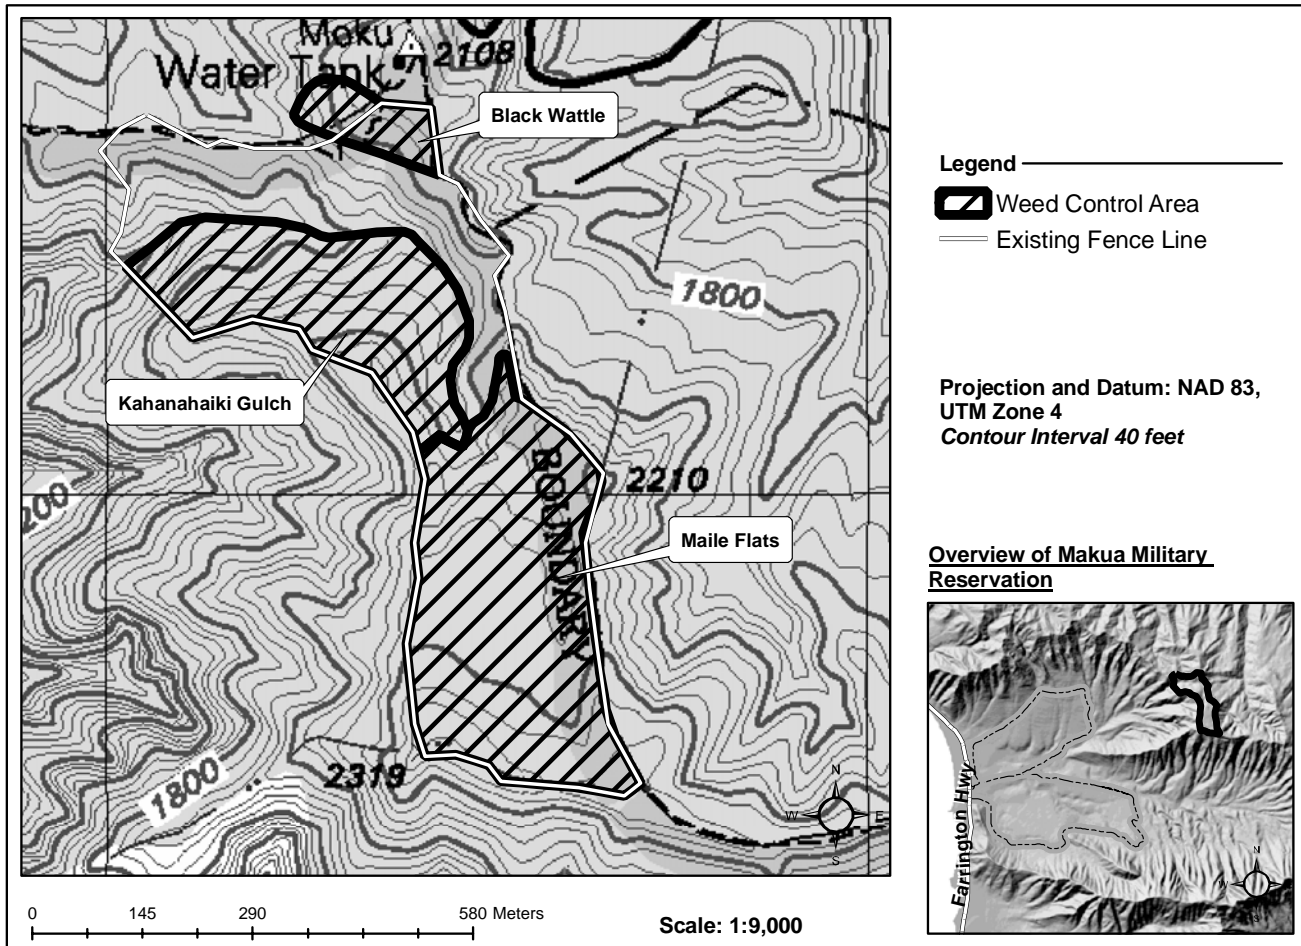 Moku
Water Tank
2108
Black Wattle
1800
Kahanahaiki Gulch
200
BOUNDARY
2210
Maile Flats
2319
1800
N
W E
S
0 145 290 580 Meters
Scale: 1:9,000
Legend
Weed Control Area
Existing Fence Line
Projection and Datum: NAD 83,
UTM Zone 4
Contour Interval 40 feet
Overview of Makua Military
Reservation
Farrington Hwy
N
W E
S